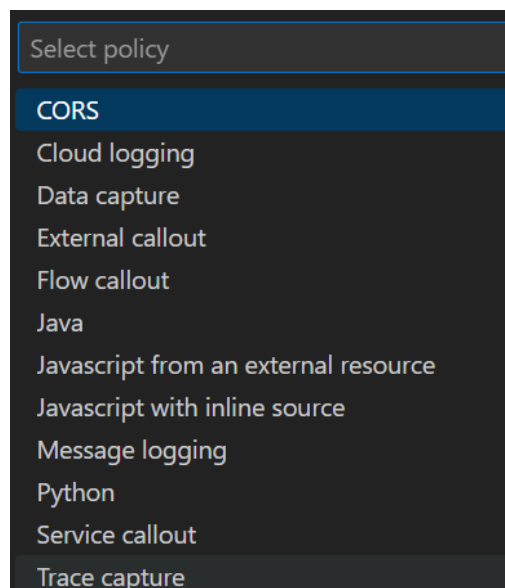 Select policy
CORS
Cloud logging
Data capture
External callout
Flow callout
Java
Javascript from an external resource
Javascript with inline source
Message logging
Python
Service callout
Trace capture